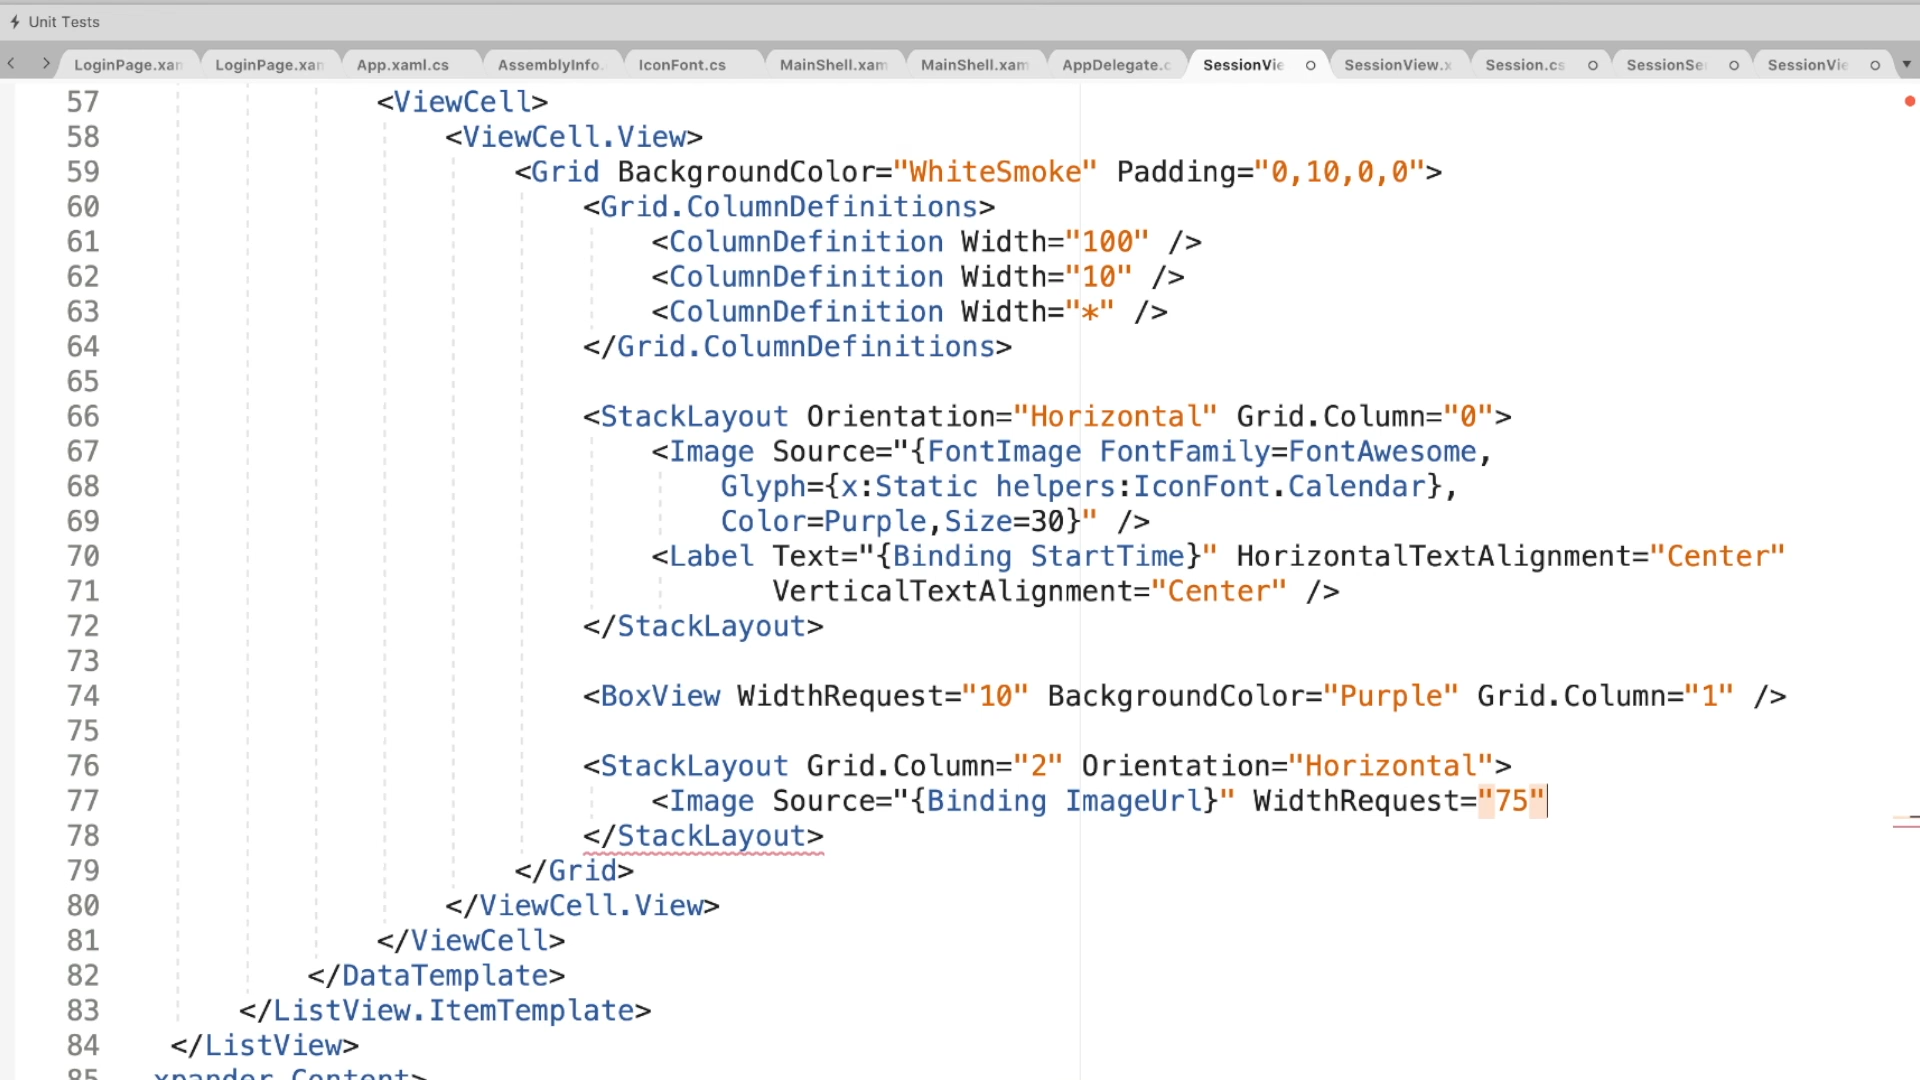 Unit Tests
LoginPage.xam LoginPage.xam App.xaml.cs AssemblyInfo. IconFont.cs MainShell.xam MainShell.xam AppDelegate.c SessionVie SessionView.x Session.cs SessionSer SessionVie
57 <ViewCell>
58 <ViewCell.View>
59 <Grid BackgroundColor="WhiteSmoke" Padding="0,10,0,0">
60 <Grid.ColumnDefinitions>
61 <ColumnDefinition Width="100" />
62 <ColumnDefinition Width="10" />
63 <ColumnDefinition Width="*" />
64 </Grid.ColumnDefinitions>
65
66 <StackLayout Orientation="Horizontal" Grid.Column="0">
67 <Image Source="{FontImage FontFamily=FontAwesome,
68 Glyph={x:Static helpers:IconFont.Calendar},
69 Color=Purple,Size=30}" />
70 <Label Text="{Binding StartTime}" HorizontalTextAlignment="Center"
71 VerticalTextAlignment="Center" />
72 </StackLayout>
73
74 <BoxView WidthRequest="10" BackgroundColor="Purple" Grid.Column="1" />
75
76 <StackLayout Grid.Column="2" Orientation="Horizontal">
77 <Image Source="{Binding ImageUrl}" WidthRequest="75"
78 </StackLayout>
79 </Grid>
80 </ViewCell.View>
81 </ViewCell>
82 </DataTemplate>
83 </ListView.ItemTemplate>
84 </ListView>
85 xpander.Content>